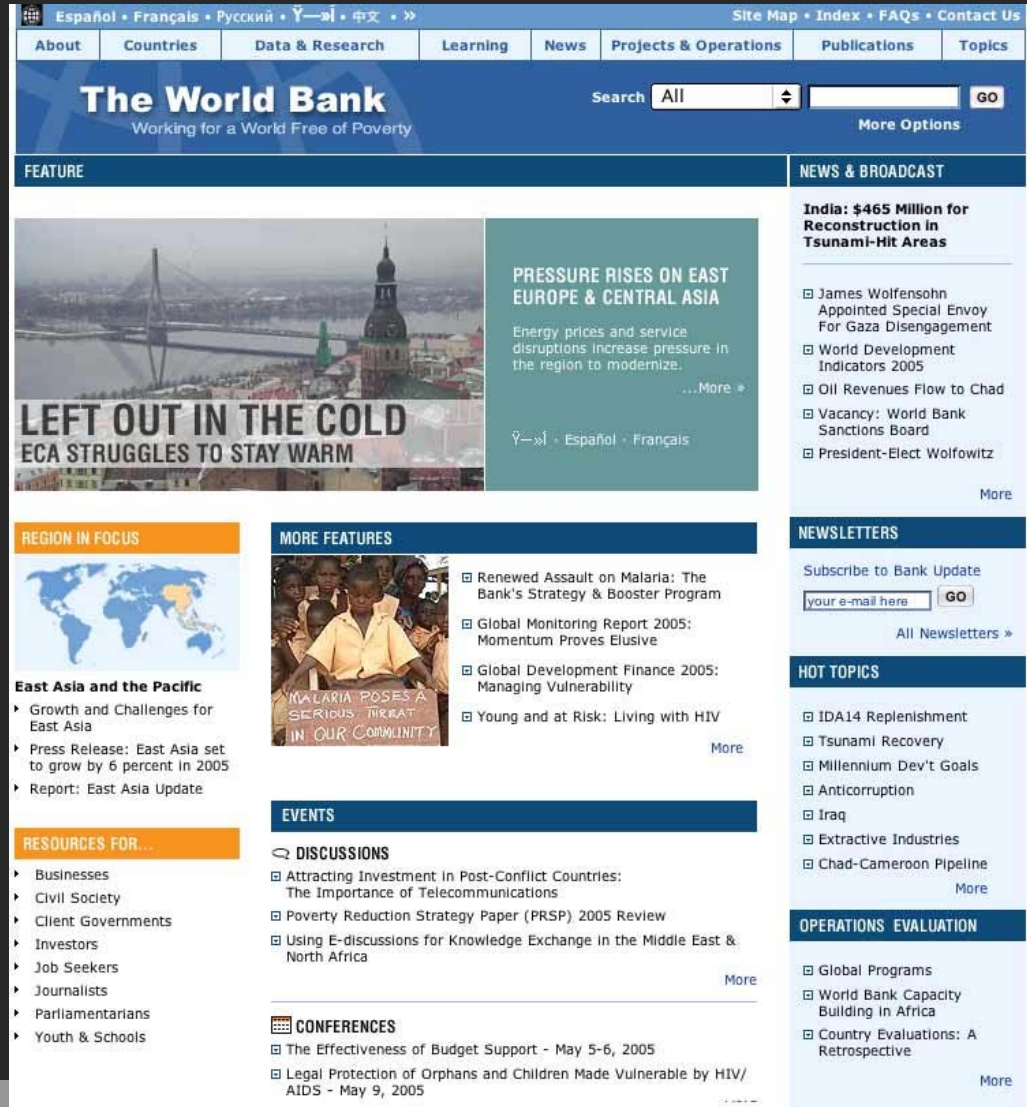 Español • Français • Русский • Ϋ—»Ї • 中文 • »
Site Map • Index • FAQs • Contact Us
About
Countries
Data & Research
Learning
News
Projects & Operations
Publications
Topics
The World Bank
Working for a World Free of Poverty
Search All GO
More Options
FEATURE
LEFT OUT IN THE COLD
ECA STRUGGLES TO STAY WARM
PRESSURE RISES ON EAST
EUROPE & CENTRAL ASIA
Energy prices and service
disruptions increase pressure in
the region to modernize.
...More »
Ϋ—»Ї · Español · Français
REGION IN FOCUS
East Asia and the Pacific
Growth and Challenges for
East Asia
Press Release: East Asia set
to grow by 6 percent in 2005
Report: East Asia Update
RESOURCES FOR...
Businesses
Civil Society
Client Governments
Investors
Job Seekers
Journalists
Parliamentarians
Youth & Schools
MORE FEATURES
MALARIA POSES A
SERIOUS THREAT
IN OUR COMMUNITY
Renewed Assault on Malaria: The
Bank's Strategy & Booster Program
Global Monitoring Report 2005:
Momentum Proves Elusive
Global Development Finance 2005:
Managing Vulnerability
Young and at Risk: Living with HIV
More
EVENTS
DISCUSSIONS
Attracting Investment in Post-Conflict Countries:
The Importance of Telecommunications
Poverty Reduction Strategy Paper (PRSP) 2005 Review
Using E-discussions for Knowledge Exchange in the Middle East &
North Africa
More
CONFERENCES
The Effectiveness of Budget Support - May 5-6, 2005
Legal Protection of Orphans and Children Made Vulnerable by HIV/
AIDS - May 9, 2005
NEWS & BROADCAST
India: $465 Million for
Reconstruction in
Tsunami-Hit Areas
James Wolfensohn
Appointed Special Envoy
For Gaza Disengagement
World Development
Indicators 2005
Oil Revenues Flow to Chad
Vacancy: World Bank
Sanctions Board
President-Elect Wolfowitz
More
NEWSLETTERS
Subscribe to Bank Update
your e-mail here GO
All Newsletters »
HOT TOPICS
IDA14 Replenishment
Tsunami Recovery
Millennium Dev't Goals
Anticorruption
Iraq
Extractive Industries
Chad-Cameroon Pipeline
More
OPERATIONS EVALUATION
Global Programs
World Bank Capacity
Building in Africa
Country Evaluations: A
Retrospective
More